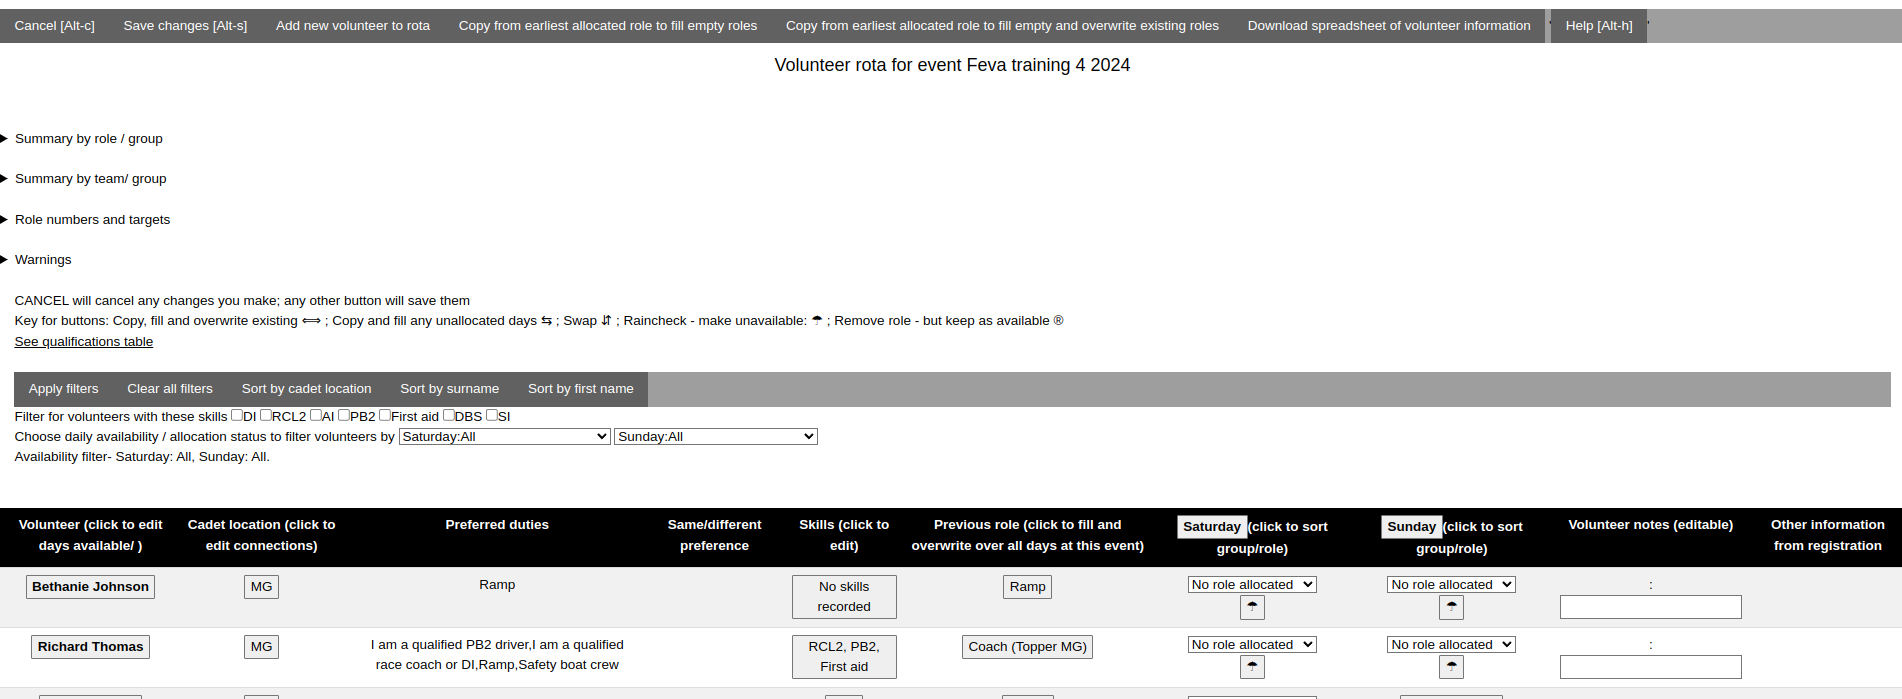 Cancel [Alt-c] Save changes [Alt-s] Add new volunteer to rota Copy from earliest allocated role to fill empty roles Copy from earliest allocated role to fill empty and overwrite existing roles Download spreadsheet of volunteer information ' Help [Alt-h] '
Volunteer rota for event Feva training 4 2024
Summary by role / group
Summary by team/ group
Role numbers and targets
Warnings
CANCEL will cancel any changes you make; any other button will save them
Key for buttons: Copy, fill and overwrite existing ⟺ ; Copy and fill any unallocated days ⇆ ; Swap ⇵ ; Raincheck - make unavailable: ☂ ; Remove role - but keep as available ®
See qualifications table
Apply filters Clear all filters Sort by cadet location Sort by surname Sort by first name
Filter for volunteers with these skills DI RCL2 AI PB2 First aid DBS SI
Choose daily availability / allocation status to filter volunteers by Saturday:All Sunday:All
Availability filter- Saturday: All, Sunday: All.
Volunteer (click to edit days available/ )
Cadet location (click to edit connections)
Preferred duties
Same/different preference
Skills (click to edit)
Previous role (click to fill and overwrite over all days at this event)
Saturday (click to sort group/role)
Sunday (click to sort group/role)
Volunteer notes (editable)
Other information from registration
Bethanie Johnson MG Ramp No skills recorded Ramp No role allocated ☂ No role allocated ☂ :
Richard Thomas MG I am a qualified PB2 driver,I am a qualified race coach or DI,Ramp,Safety boat crew RCL2, PB2, First aid Coach (Topper MG) No role allocated ☂ No role allocated ☂ :